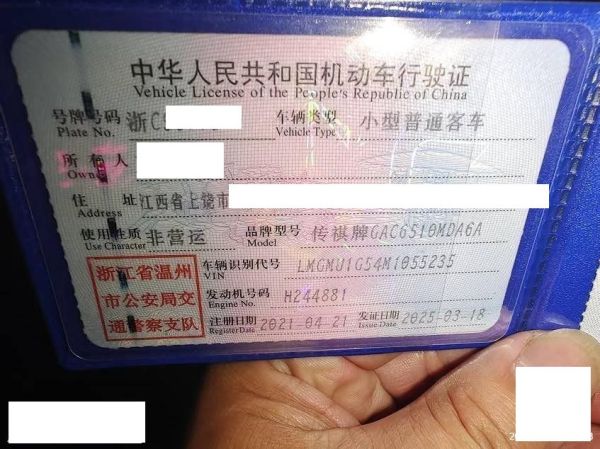 中华人民共和国机动车行驶证
Vehicle License of the People's Republic of China
号牌号码 浙C 车辆类型 小型普通客车
Plate No. Vehicle Type
所有人
Owner
住 址 江西省上饶市
Address
使用性质 非营运 品牌型号 传祺牌GAC6510MDA6A
Use Character Model
浙江省温州 车辆识别代号 LMGMU1G54M1055235
VIN
市公安局交 发动机号码 H244881
Engine No.
通警察支队 注册日期 2021-04-21 发证日期 2025-03-18
Register Date Issue Date